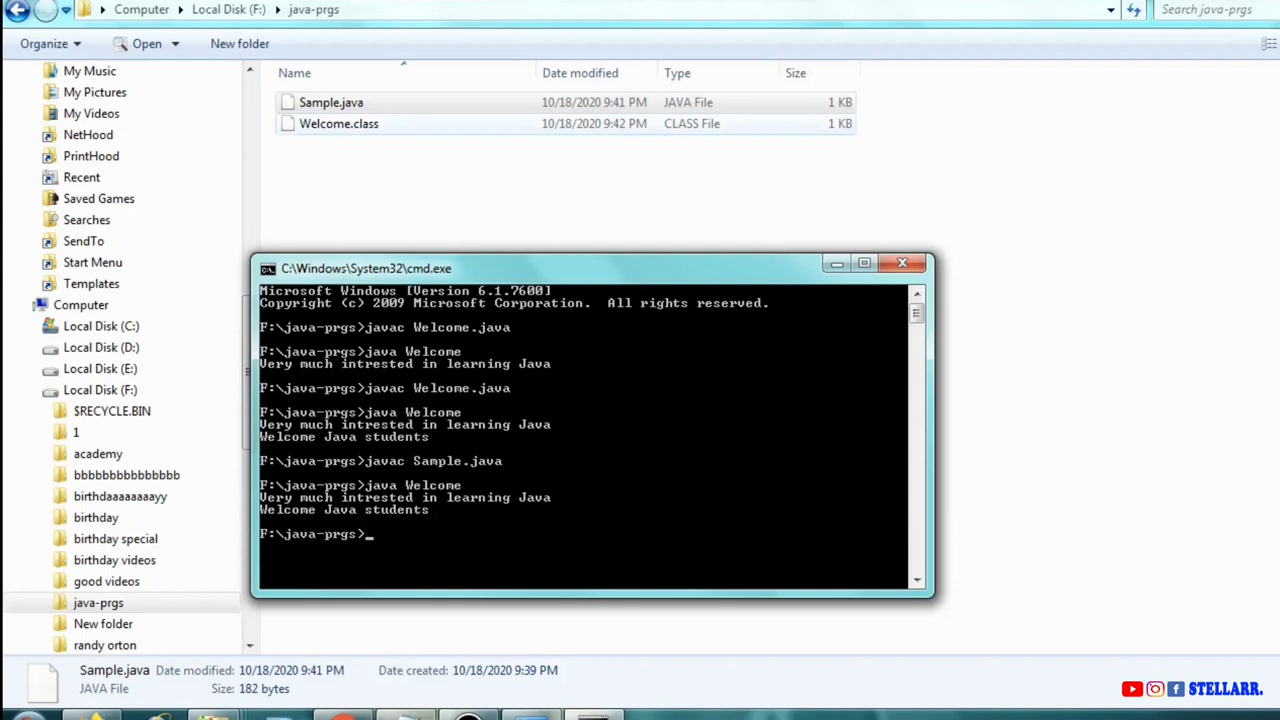 Computer Local Disk (F:) java-prgs Search java-prgs
Organize Open New folder
Name Date modified Type Size
Sample.java 10/18/2020 9:41 PM JAVA File 1 KB
Welcome.class 10/18/2020 9:42 PM CLASS File 1 KB
My Music
My Pictures
My Videos
NetHood
PrintHood
Recent
Saved Games
Searches
SendTo
Start Menu
Templates
Computer
Local Disk (C:)
Local Disk (D:)
Local Disk (E:)
Local Disk (F:)
$RECYCLE.BIN
1
academy
bbbbbbbbbbbbbbb
birthdaaaaaaayy
birthday
birthday special
birthday videos
good videos
java-prgs
New folder
randy orton
C:\Windows\System32\cmd.exe
Microsoft Windows [Version 6.1.7600]
Copyright (c) 2009 Microsoft Corporation. All rights reserved.
F:\java-prgs>javac Welcome.java
F:\java-prgs>java Welcome
Very much intrested in learning Java
F:\java-prgs>javac Welcome.java
F:\java-prgs>java Welcome
Very much intrested in learning Java
Welcome Java students
F:\java-prgs>javac Sample.java
F:\java-prgs>java Welcome
Very much intrested in learning Java
Welcome Java students
F:\java-prgs>_
Sample.java Date modified: 10/18/2020 9:41 PM Date created: 10/18/2020 9:39 PM
JAVA File Size: 182 bytes
STELLARR.